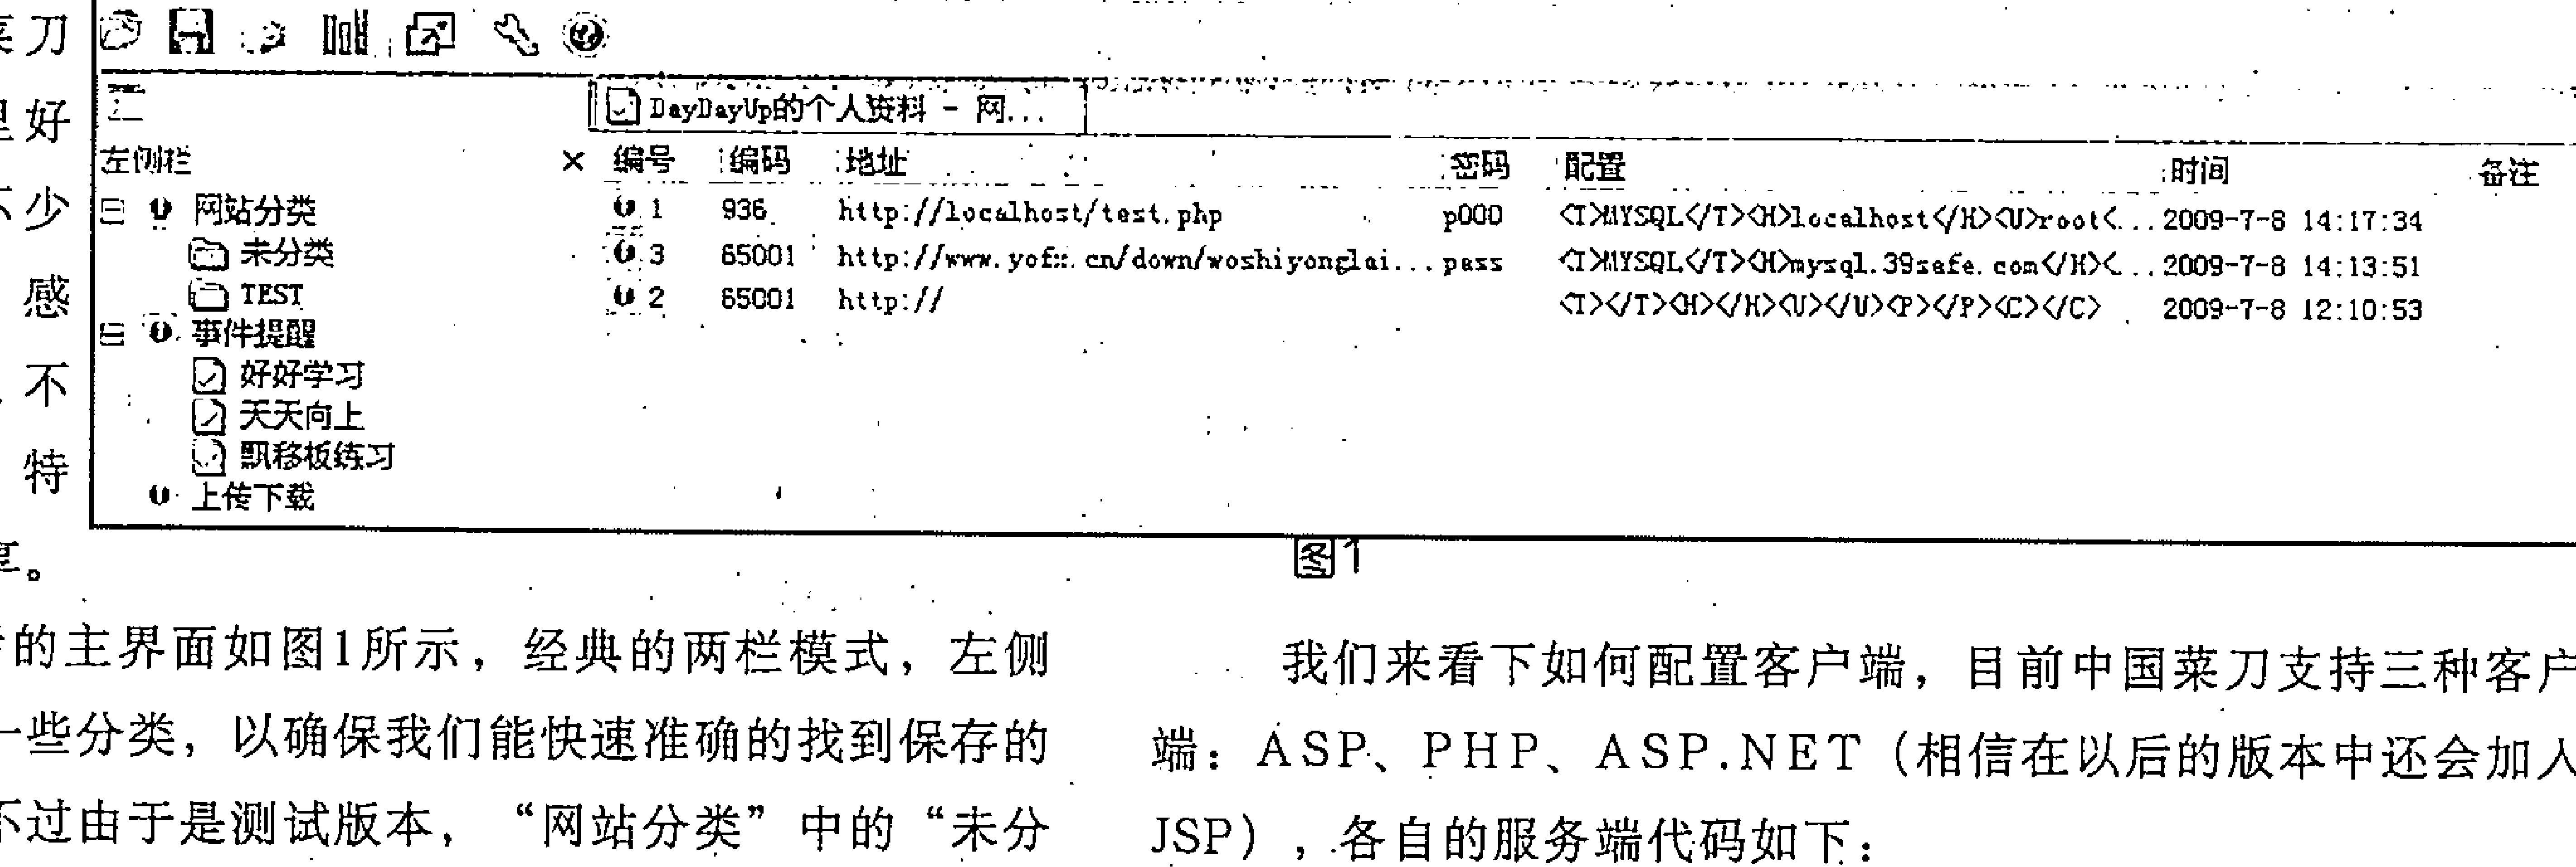 菜刀
里好
不少
感
不
特
享。
DayDayUp的个人资料 - 网...
左侧栏 × 编号 编码 地址 密码 配置 时间 备注
网站分类
未分类
TEST
事件提醒
好好学习
天天向上
飘移板练习
上传下载
1 936 http://localhost/test.php p000 <T>MYSQL</T><H>localhost</H><U>root<... 2009-7-8 14:17:34
3 65001 http://www.yofx.cn/down/woshiyonglai... pass <T>MYSQL</T><H>mysql.39safe.com</H><... 2009-7-8 14:13:51
2 65001 http:// <T></T><H></H><U></U><P></P><C></C> 2009-7-8 12:10:53
图1
的主界面如图1所示，经典的两栏模式，左侧
一些分类，以确保我们能快速准确的找到保存的
不过由于是测试版本，“网站分类”中的“未分
我们来看下如何配置客户端，目前中国菜刀支持三种客户
端：ASP、PHP、ASP.NET（相信在以后的版本中还会加入
JSP），各自的服务端代码如下：